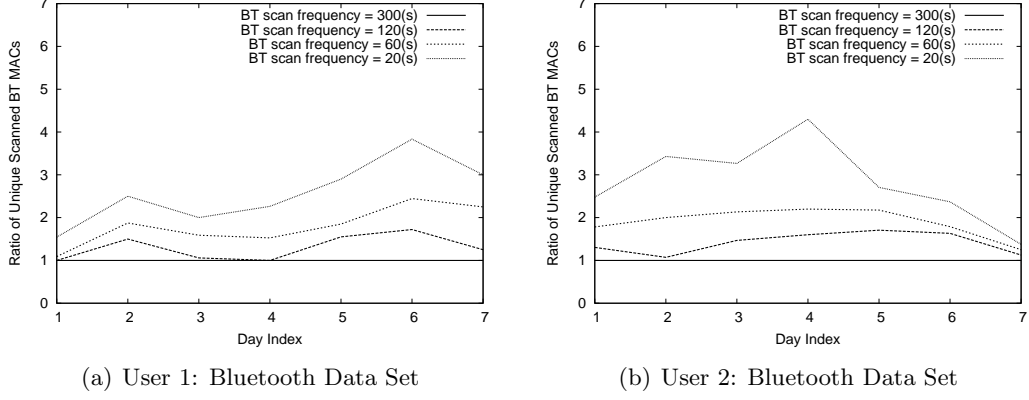 Ratio of Unique Scanned BT MACs
7
6
5
4
3
2
1
0
BT scan frequency = 300(s)
BT scan frequency = 120(s)
BT scan frequency = 60(s)
BT scan frequency = 20(s)
1 2 3 4 5 6 7
Day Index
(a) User 1: Bluetooth Data Set
Ratio of Unique Scanned BT MACs
7
6
5
4
3
2
1
0
BT scan frequency = 300(s)
BT scan frequency = 120(s)
BT scan frequency = 60(s)
BT scan frequency = 20(s)
1 2 3 4 5 6 7
Day Index
(b) User 2: Bluetooth Data Set